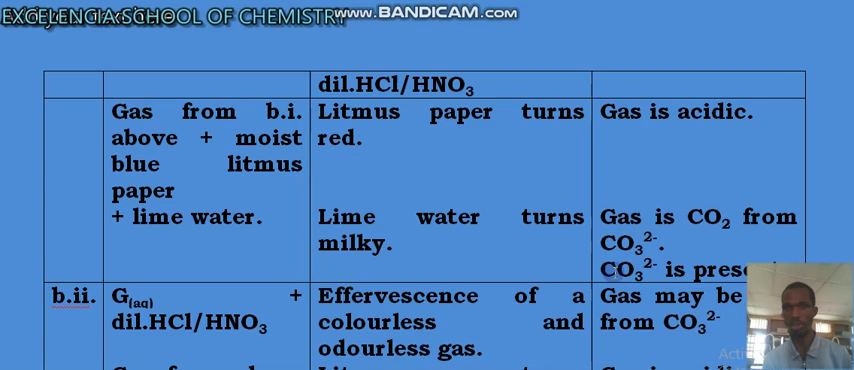 EXCELENCIA SCHOOL OF CHEMISTRY
www.BANDICAM.com
dil.HCl/HNO₃
Gas from b.i. above + moist blue litmus paper
Litmus paper turns red.
Gas is acidic.
+ lime water.
Lime water turns milky.
Gas is CO₂ from CO₃²⁻.
CO₃²⁻ is
b.ii.
G(aq) + dil.HCl/HNO₃
Effervescence of a colourless and odourless gas.
Gas may be
from CO₃²⁻